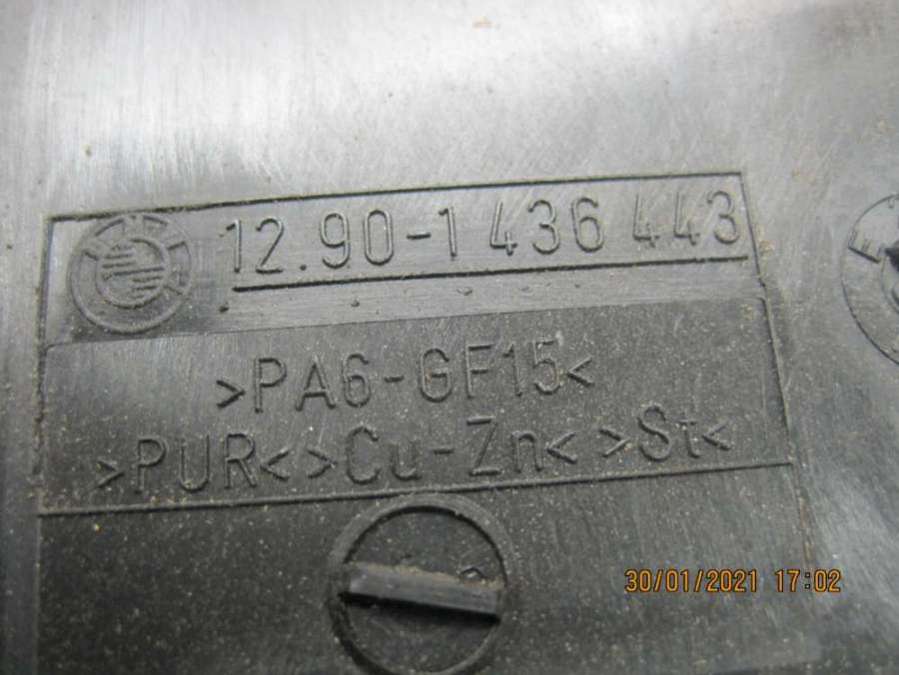 12.90-1 436 443
>PA6-GF15<
>PUR< >Cu-Zn< >St<
30/01/2021 17:02